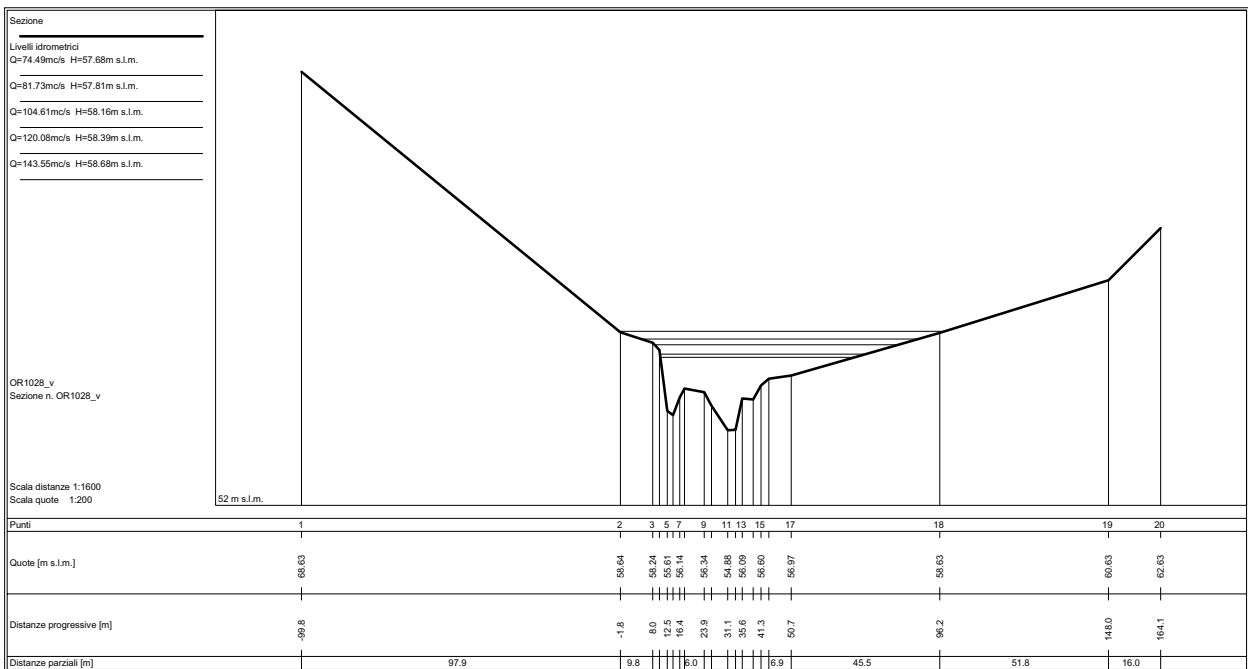 Sezione
Livelli idrometrici
Q=74.49mc/s H=57.68m s.l.m.
Q=81.73mc/s H=57.81m s.l.m.
Q=104.61mc/s H=58.16m s.l.m.
Q=120.08mc/s H=58.39m s.l.m.
Q=143.55mc/s H=58.68m s.l.m.
OR1028_v
Sezione n. OR1028_v
Scala distanze 1:1600
Scala quote 1:200
52 m s.l.m.
Punti 1 2 3 5 7 9 11 13 15 17 18 19 20
Quote [m s.l.m.] 68.63 58.64 58.24 55.61 56.14 56.34 54.88 56.09 56.60 56.97 58.63 60.63 62.63
Distanze progressive [m] -99.8 -1.8 8.0 12.5 16.4 23.9 31.1 35.6 41.3 50.7 96.2 148.0 164.1
Distanze parziali [m] 97.9 9.8 6.0 6.9 45.5 51.8 16.0